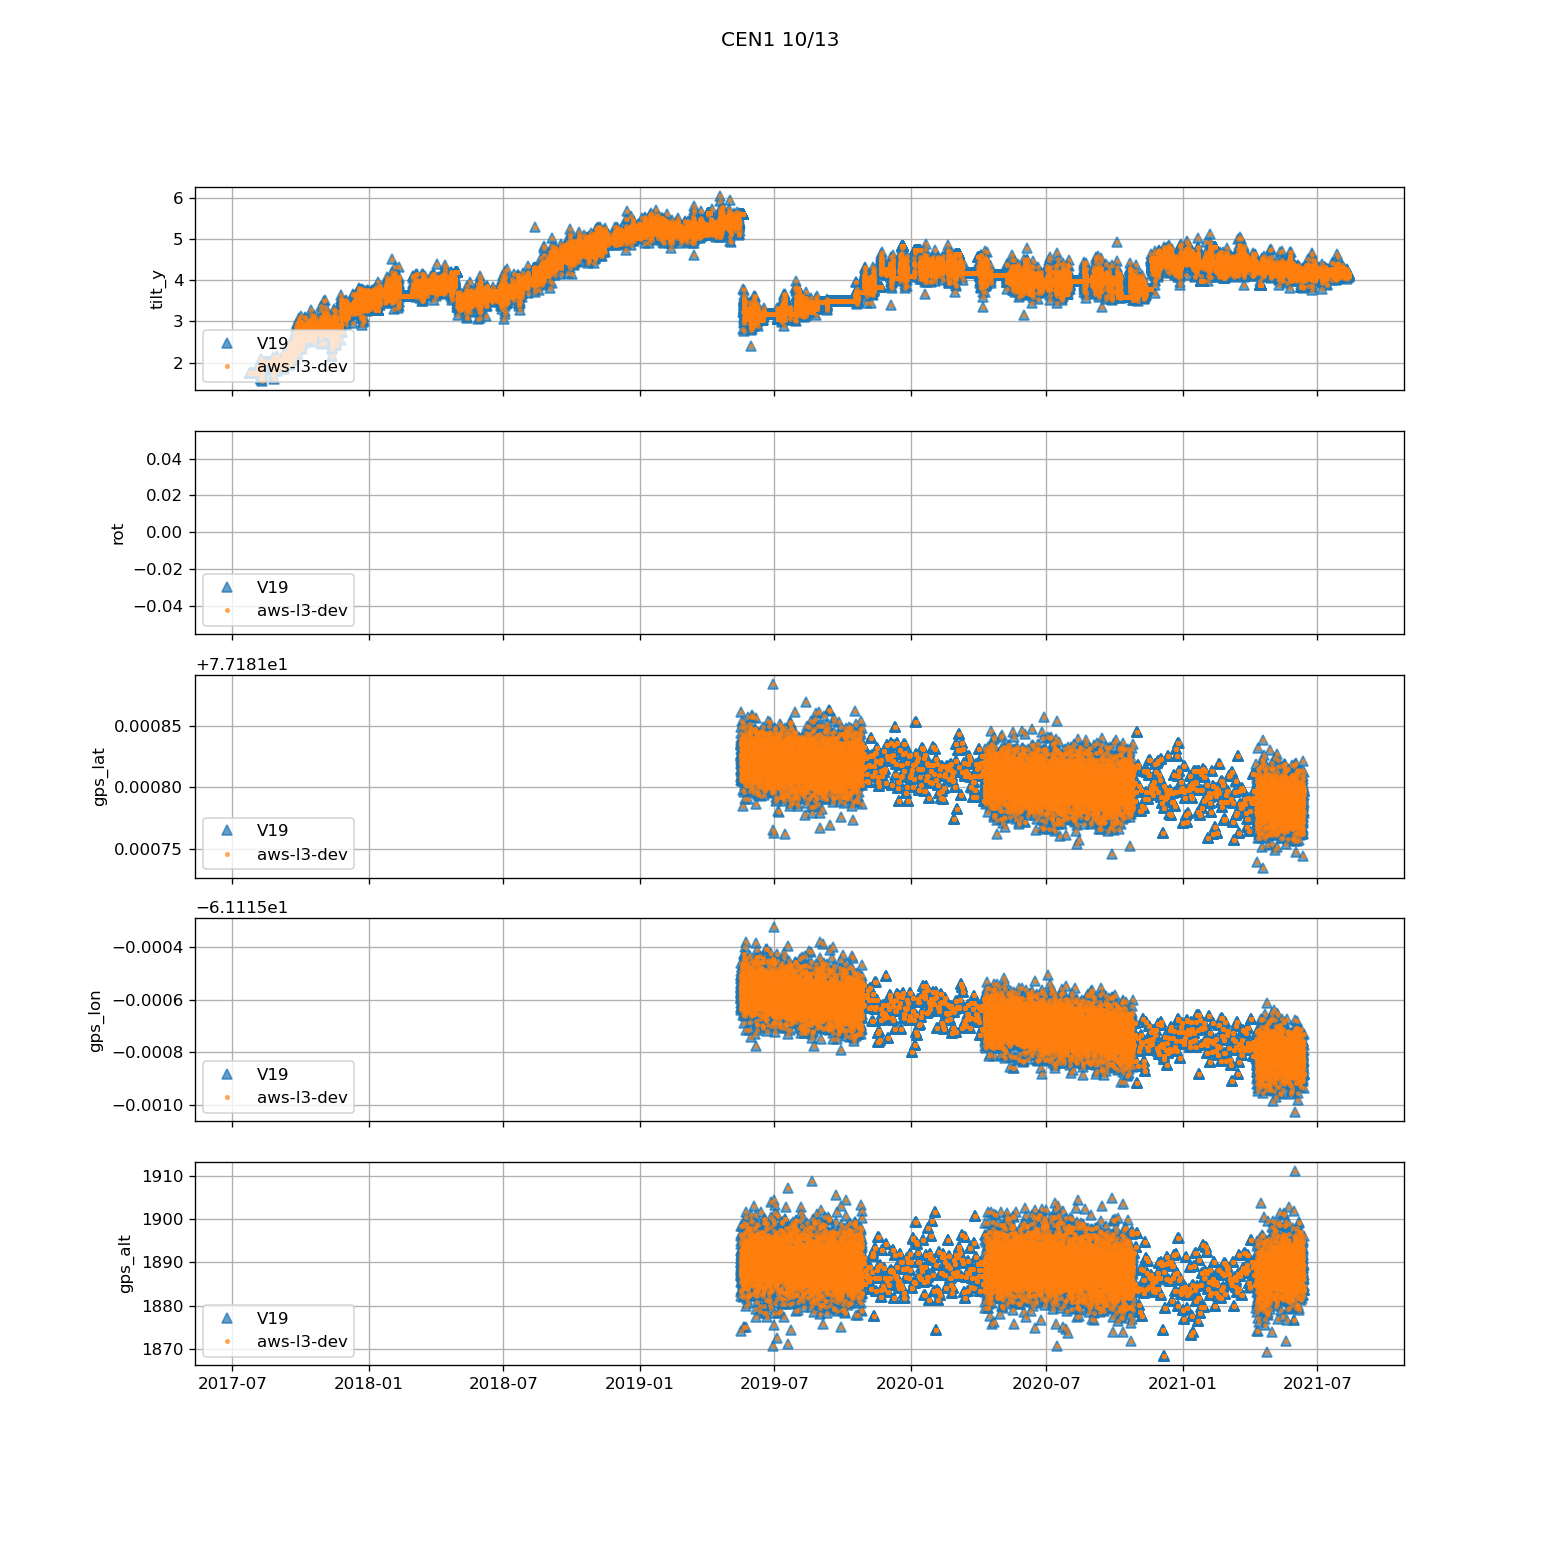 CEN1 10/13
6
5
4
3
2
tilt_y
V19
aws-l3-dev
0.04
0.02
0.00
−0.02
−0.04
rot
V19
aws-l3-dev
+7.7181e1
0.00085
0.00080
0.00075
gps_lat
V19
aws-l3-dev
−6.1115e1
−0.0004
−0.0006
−0.0008
−0.0010
gps_lon
V19
aws-l3-dev
1910
1900
1890
1880
1870
gps_alt
V19
aws-l3-dev
2017-07 2018-01 2018-07 2019-01 2019-07 2020-01 2020-07 2021-01 2021-07